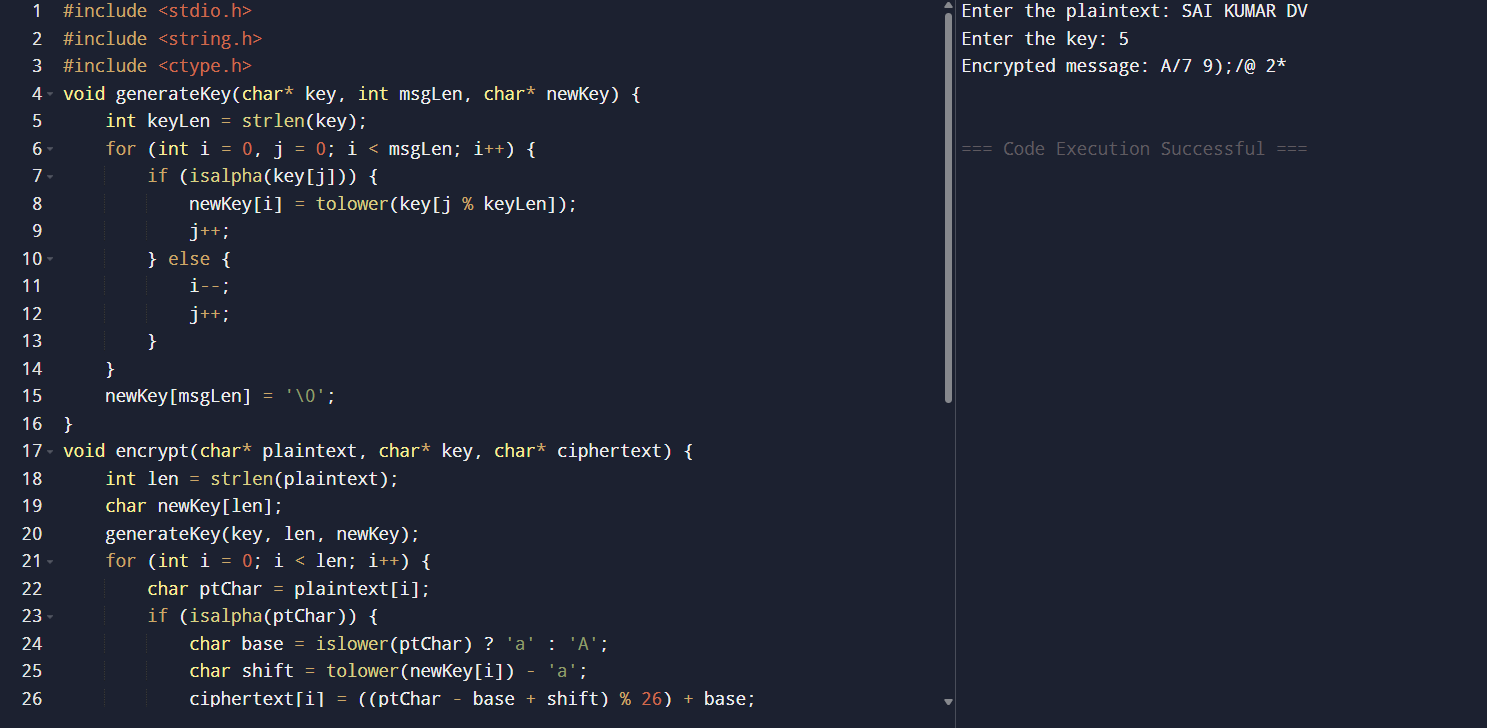 1 #include <stdio.h>
2 #include <string.h>
3 #include <ctype.h>
4 void generateKey(char* key, int msgLen, char* newKey) {
5     int keyLen = strlen(key);
6     for (int i = 0, j = 0; i < msgLen; i++) {
7         if (isalpha(key[j])) {
8             newKey[i] = tolower(key[j % keyLen]);
9             j++;
10         } else {
11             i--;
12             j++;
13         }
14     }
15     newKey[msgLen] = '\0';
16 }
17 void encrypt(char* plaintext, char* key, char* ciphertext) {
18     int len = strlen(plaintext);
19     char newKey[len];
20     generateKey(key, len, newKey);
21     for (int i = 0; i < len; i++) {
22         char ptChar = plaintext[i];
23         if (isalpha(ptChar)) {
24             char base = islower(ptChar) ? 'a' : 'A';
25             char shift = tolower(newKey[i]) - 'a';
26             ciphertext[i] = ((ptChar - base + shift) % 26) + base;
Enter the plaintext: SAI KUMAR DV
Enter the key: 5
Encrypted message: A/7 9);/@ 2*
=== Code Execution Successful ===